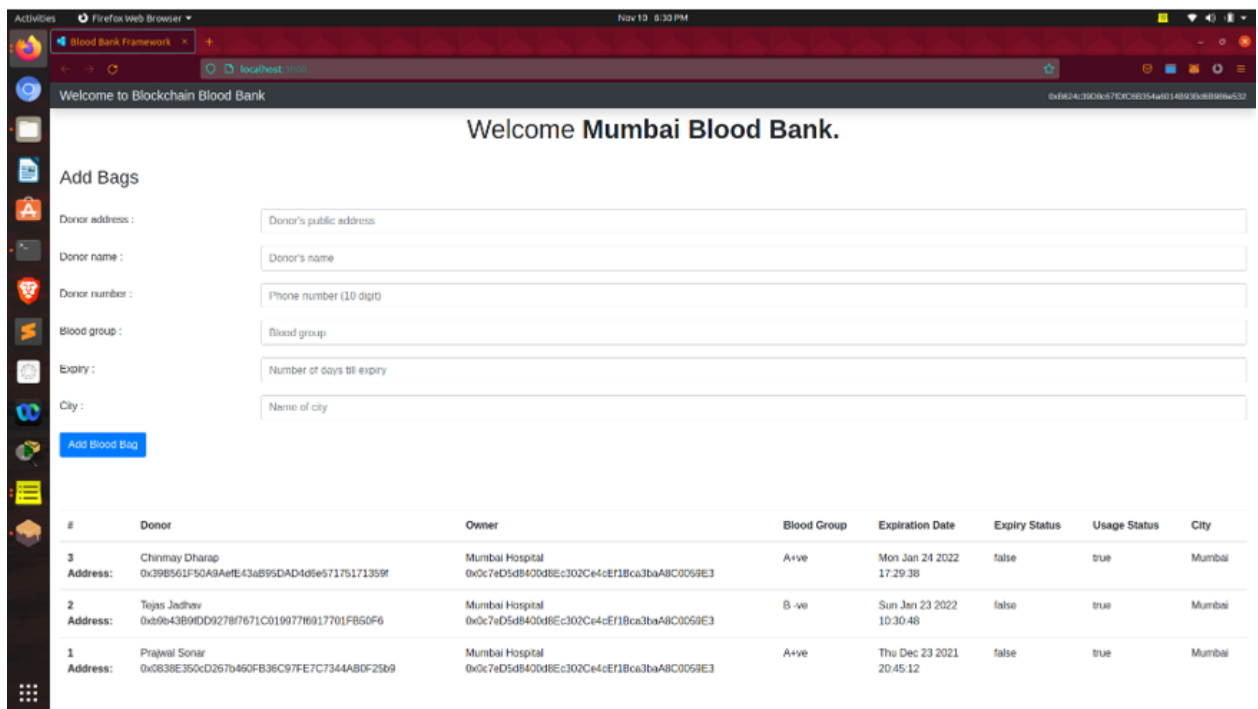 Activities Firefox Web Browser Nov 10 6:30 PM
Blood Bank Framework
localhost:3000
Welcome to Blockchain Blood Bank
Welcome Mumbai Blood Bank.
Add Bags
Donor address : Donor's public address
Donor name : Donor's name
Donor number : Phone number (10 digit)
Blood group : Blood group
Expiry : Number of days till expiry
City : Name of city
Add Blood Bag
# Donor Owner Blood Group Expiration Date Expiry Status Usage Status City
3 Chinmay Dharap Mumbai Hospital A+ve Mon Jan 24 2022 false true Mumbai
Address: 0x39B561F50A9AefE43aB95DAD4d6e57175171359f 0x0c7eD5d8400d8Ec302Ce4cEf1Bca3baA8C0059E3 17:29:38
2 Tejas Jadhav Mumbai Hospital B -ve Sun Jan 23 2022 false true Mumbai
Address: 0xb9b43B9fDD9278f7671C019977f6917701FB50F6 0x0c7eD5d8400d8Ec302Ce4cEf1Bca3baA8C0059E3 10:30:48
1 Prajwal Sonar Mumbai Hospital A+ve Thu Dec 23 2021 false true Mumbai
Address: 0x0838E350cD267b460FB36C97FE7C7344AB0F25b9 0x0c7eD5d8400d8Ec302Ce4cEf1Bca3baA8C0059E3 20:45:12